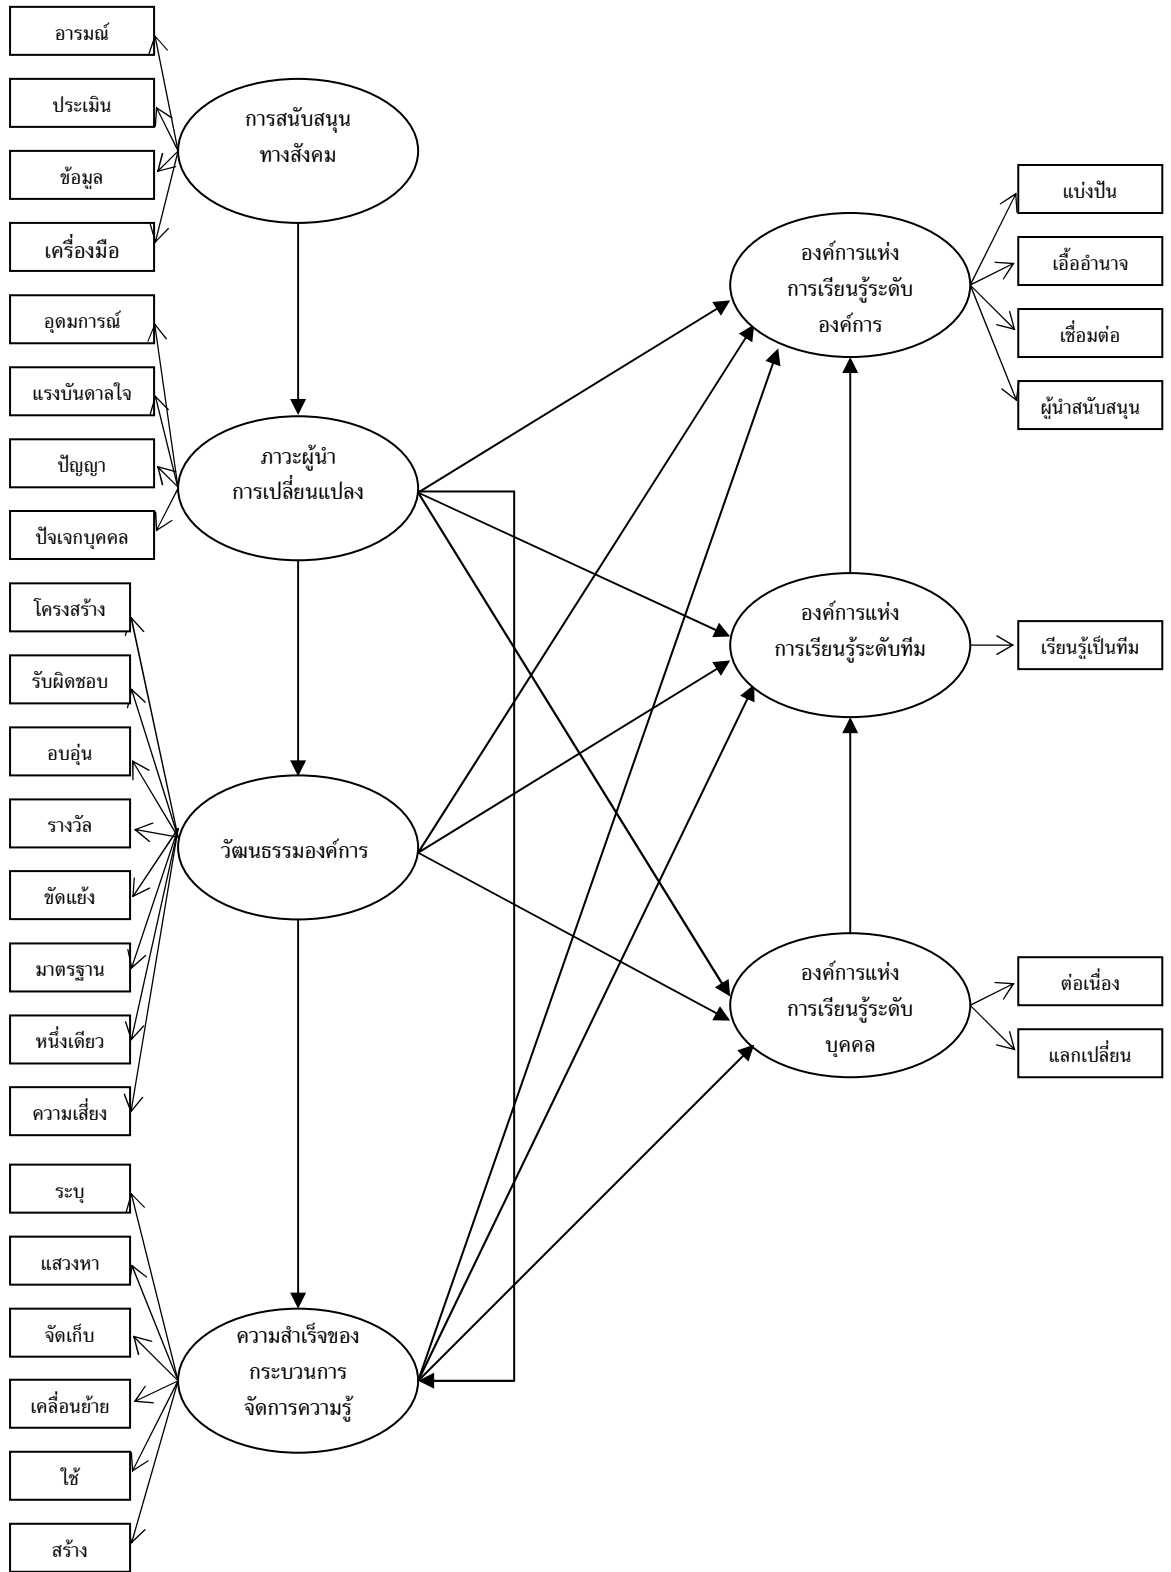 อารมณ์
ประเมิน
ข้อมูล
เครื่องมือ
การสนับสนุน
ทางสังคม
อุดมการณ์
แรงบันดาลใจ
ปัญญา
ปัจเจกบุคคล
ภาวะผู้นำ
การเปลี่ยนแปลง
โครงสร้าง
รับผิดชอบ
อบอุ่น
รางวัล
ขัดแย้ง
มาตรฐาน
หนึ่งเดียว
ความเสี่ยง
วัฒนธรรมองค์การ
ระบุ
แสวงหา
จัดเก็บ
เคลื่อนย้าย
ใช้
สร้าง
ความสำเร็จของ
กระบวนการ
จัดการความรู้
องค์การแห่ง
การเรียนรู้ระดับ
องค์การ
แบ่งปัน
เอื้ออำนาจ
เชื่อมต่อ
ผู้นำสนับสนุน
องค์การแห่ง
การเรียนรู้ระดับทีม
เรียนรู้เป็นทีม
องค์การแห่ง
การเรียนรู้ระดับ
บุคคล
ต่อเนื่อง
แลกเปลี่ยน